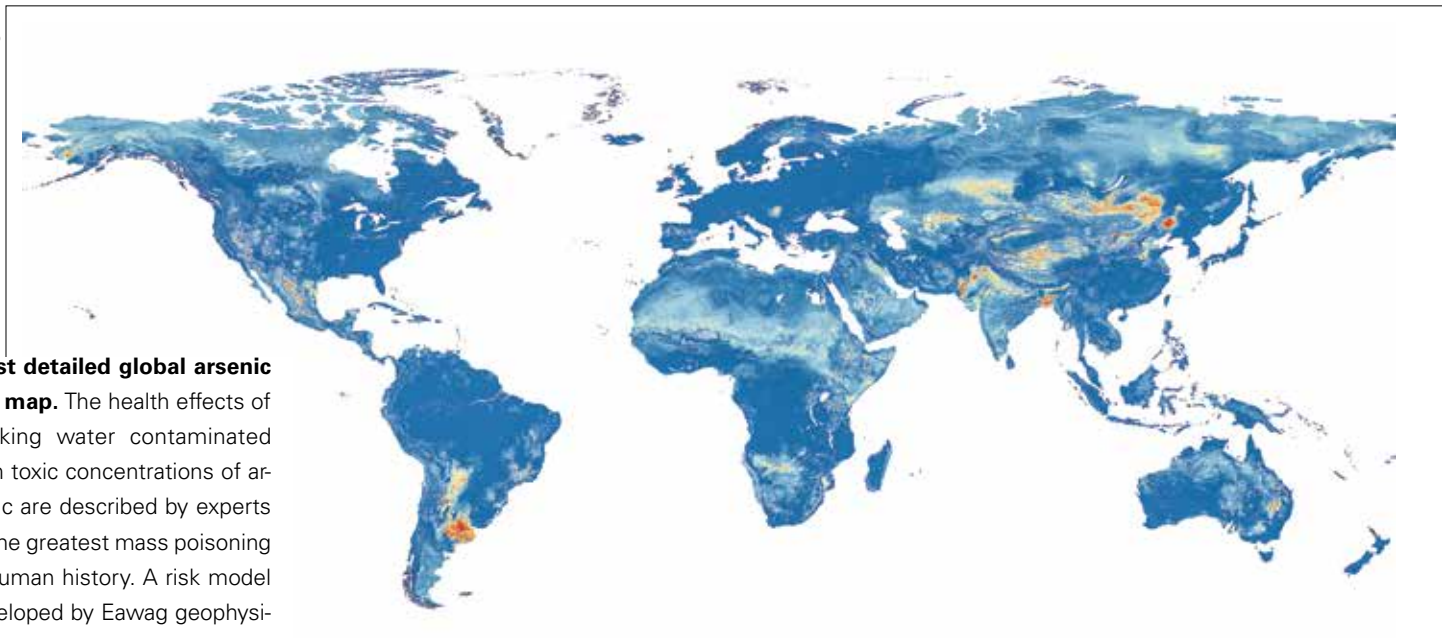 st detailed global arsenic
map. The health effects of
king water contaminated
toxic concentrations of ar-
c are described by experts
he greatest mass poisoning
uman history. A risk model
eloped by Eawag geophysi-